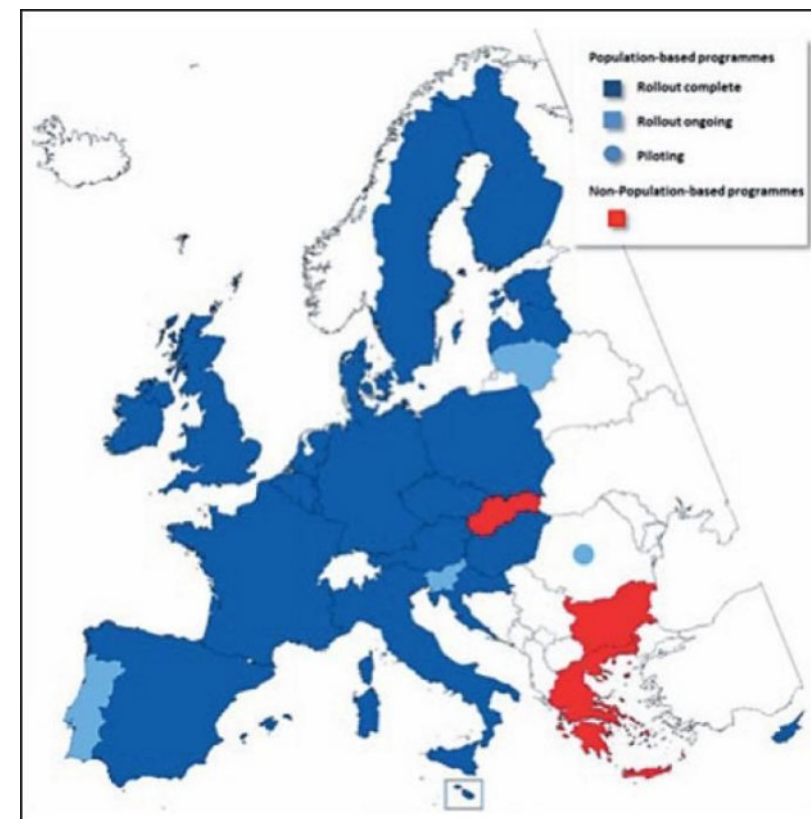 Population-based programmes
Rollout complete
Rollout ongoing
Piloting
Non-Population-based programmes